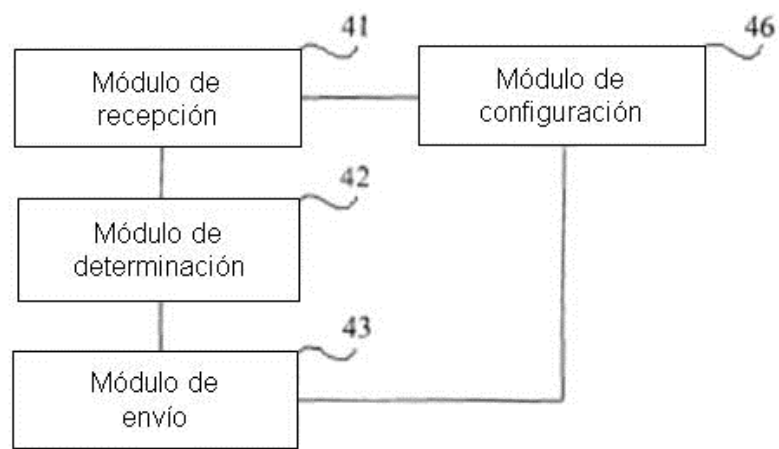 41
Módulo de
recepción
46
Módulo de
configuración
42
Módulo de
determinación
43
Módulo de
envío